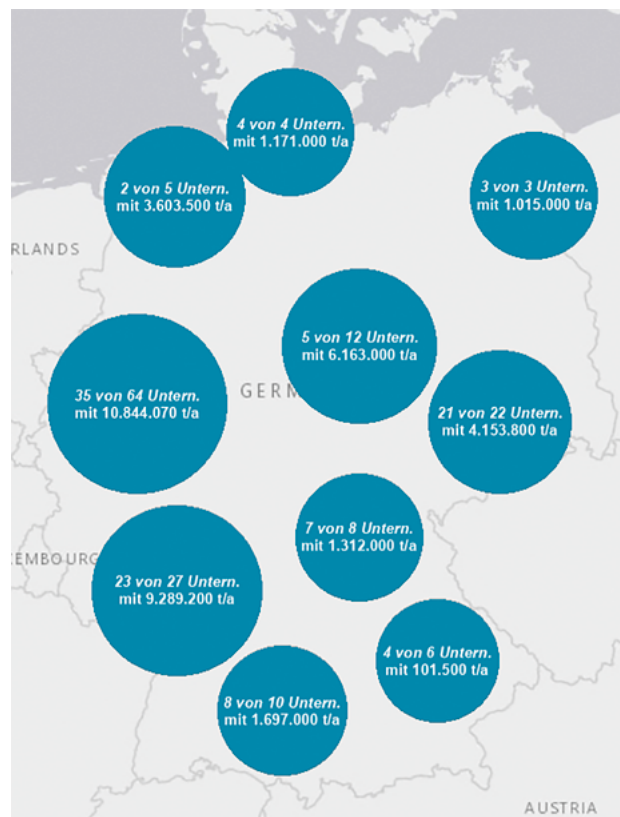 4 von 4 Untern.
mit 1.171.000 t/a
2 von 5 Untern.
mit 3.603.500 t/a
3 von 3 Untern.
mit 1.015.000 t/a
RLANDS
5 von 12 Untern.
mit 6.163.000 t/a
35 von 64 Untern.
mit 10.844.070 t/a
GERM
21 von 22 Untern.
mit 4.153.800 t/a
7 von 8 Untern.
mit 1.312.000 t/a
EMBOURG
23 von 27 Untern.
mit 9.289.200 t/a
4 von 6 Untern.
mit 101.500 t/a
8 von 10 Untern.
mit 1.697.000 t/a
AUSTRIA